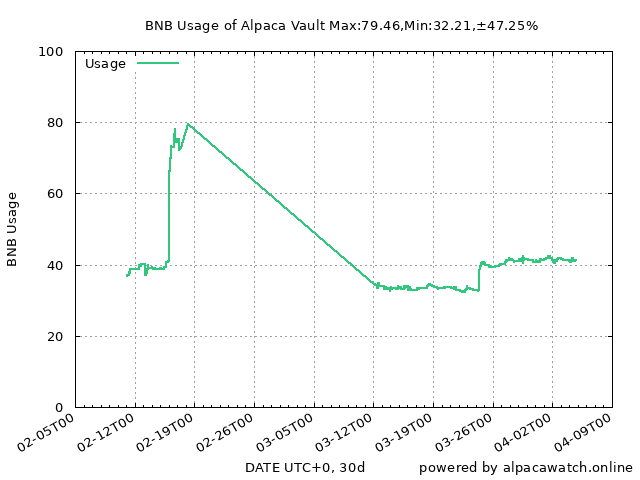 BNB Usage of Alpaca Vault Max:79.46,Min:32.21,±47.25%
Usage
100
80
60
40
20
0
BNB Usage
02-05T00 02-12T00 02-19T00 02-26T00 03-05T00 03-12T00 03-19T00 03-26T00 04-02T00 04-09T00
DATE UTC+0, 30d
powered by alpacawatch.online